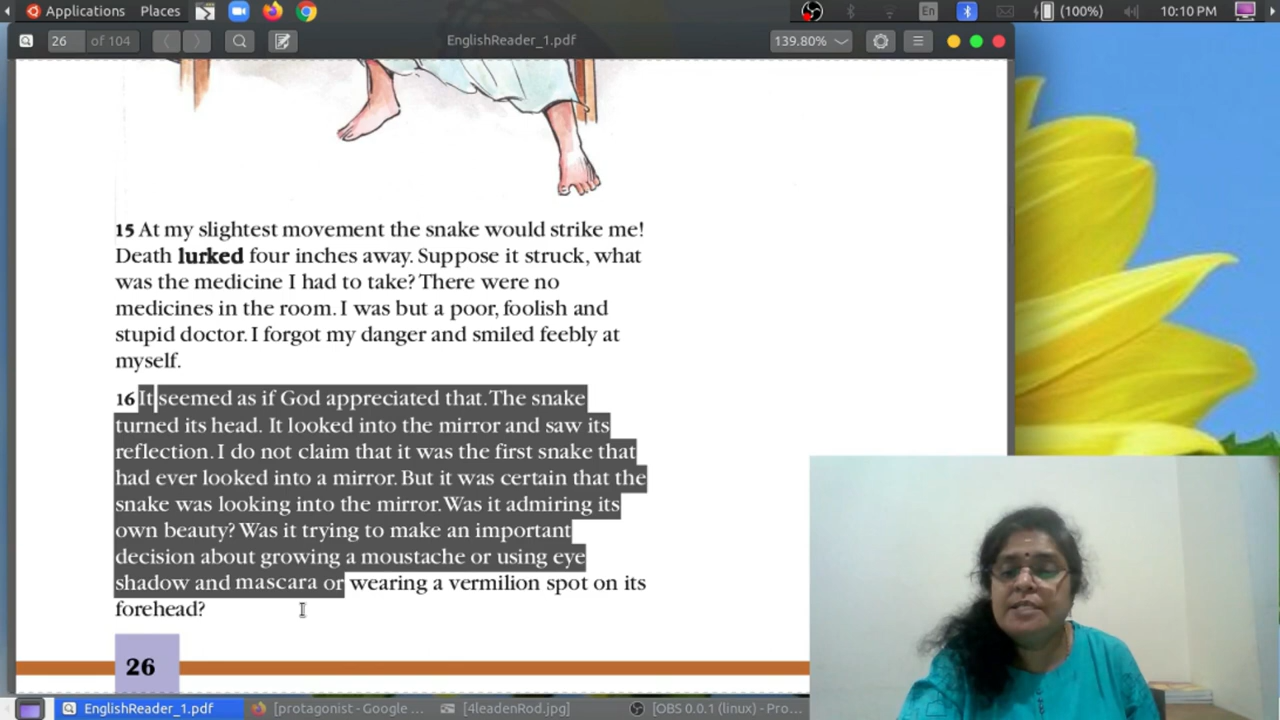 Applications Places En (100%) 10:10 PM
26 of 104 EnglishReader_1.pdf 139.80%
15 At my slightest movement the snake would strike me!
Death lurked four inches away. Suppose it struck, what
was the medicine I had to take? There were no
medicines in the room. I was but a poor, foolish and
stupid doctor. I forgot my danger and smiled feebly at
myself.
16 It seemed as if God appreciated that. The snake
turned its head. It looked into the mirror and saw its
reflection. I do not claim that it was the first snake that
had ever looked into a mirror. But it was certain that the
snake was looking into the mirror. Was it admiring its
own beauty? Was it trying to make an important
decision about growing a moustache or using eye
shadow and mascara or wearing a vermilion spot on its
forehead?
26
EnglishReader_1.pdf [protagonist - Google ... [4leadenRod.jpg] [OBS 0.0.1 (linux) - Pro...